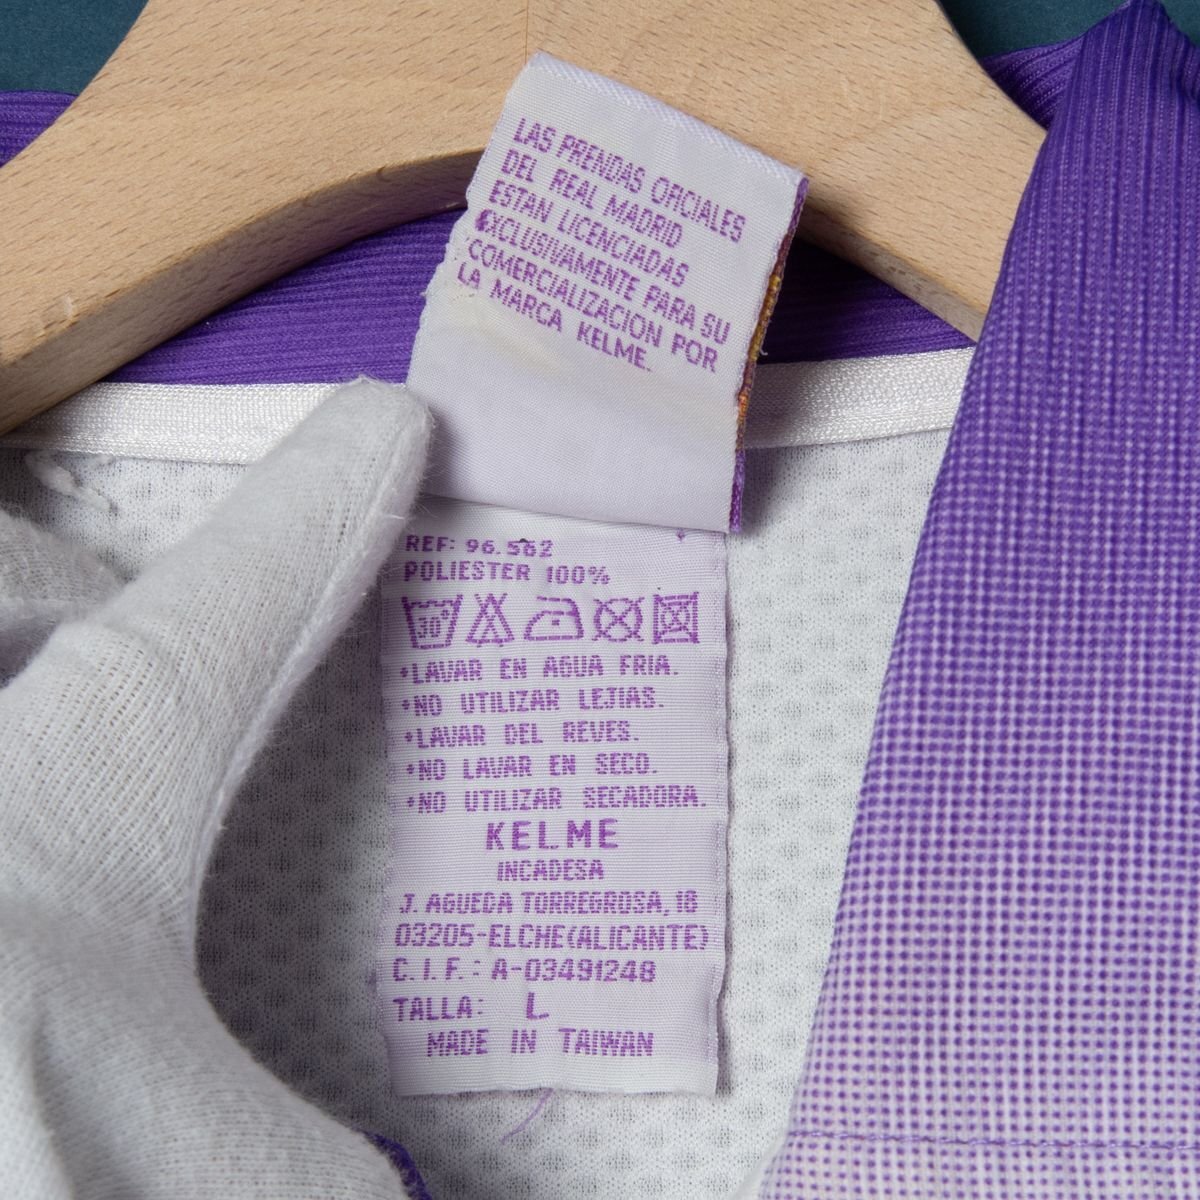 LAS PRENDAS OFICIALES
DEL REAL MADRID
ESTAN LICENCIADAS
EXCLUSIVAMENTE PARA SU
COMERCIALIZACION POR
LA MARCA KELME.
REF: 96.562
POLIESTER 100%
30°
*LAVAR EN AGUA FRIA.
*NO UTILIZAR LEJIAS.
*LAVAR DEL REVES.
*NO LAVAR EN SECO.
*NO UTILIZAR SECADORA.
KELME
INCADESA
J. AGUEDA TORREGROSA, 18
03205-ELCHE(ALICANTE)
C.I.F.: A-03491248
TALLA: L
MADE IN TAIWAN